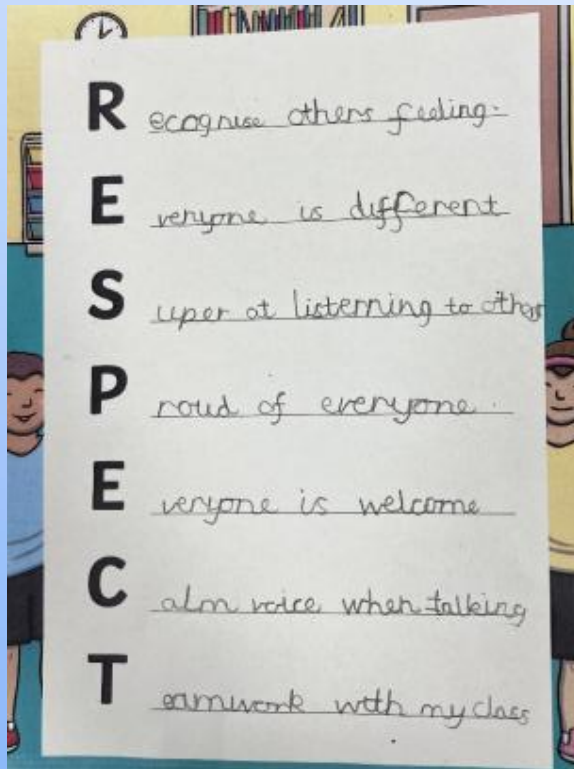 Recognise others feeling.
Everyone is different
Super at listerning to others
Proud of everyone.
Everyone is welcome
Calm voice when talking
Teamwork with my class